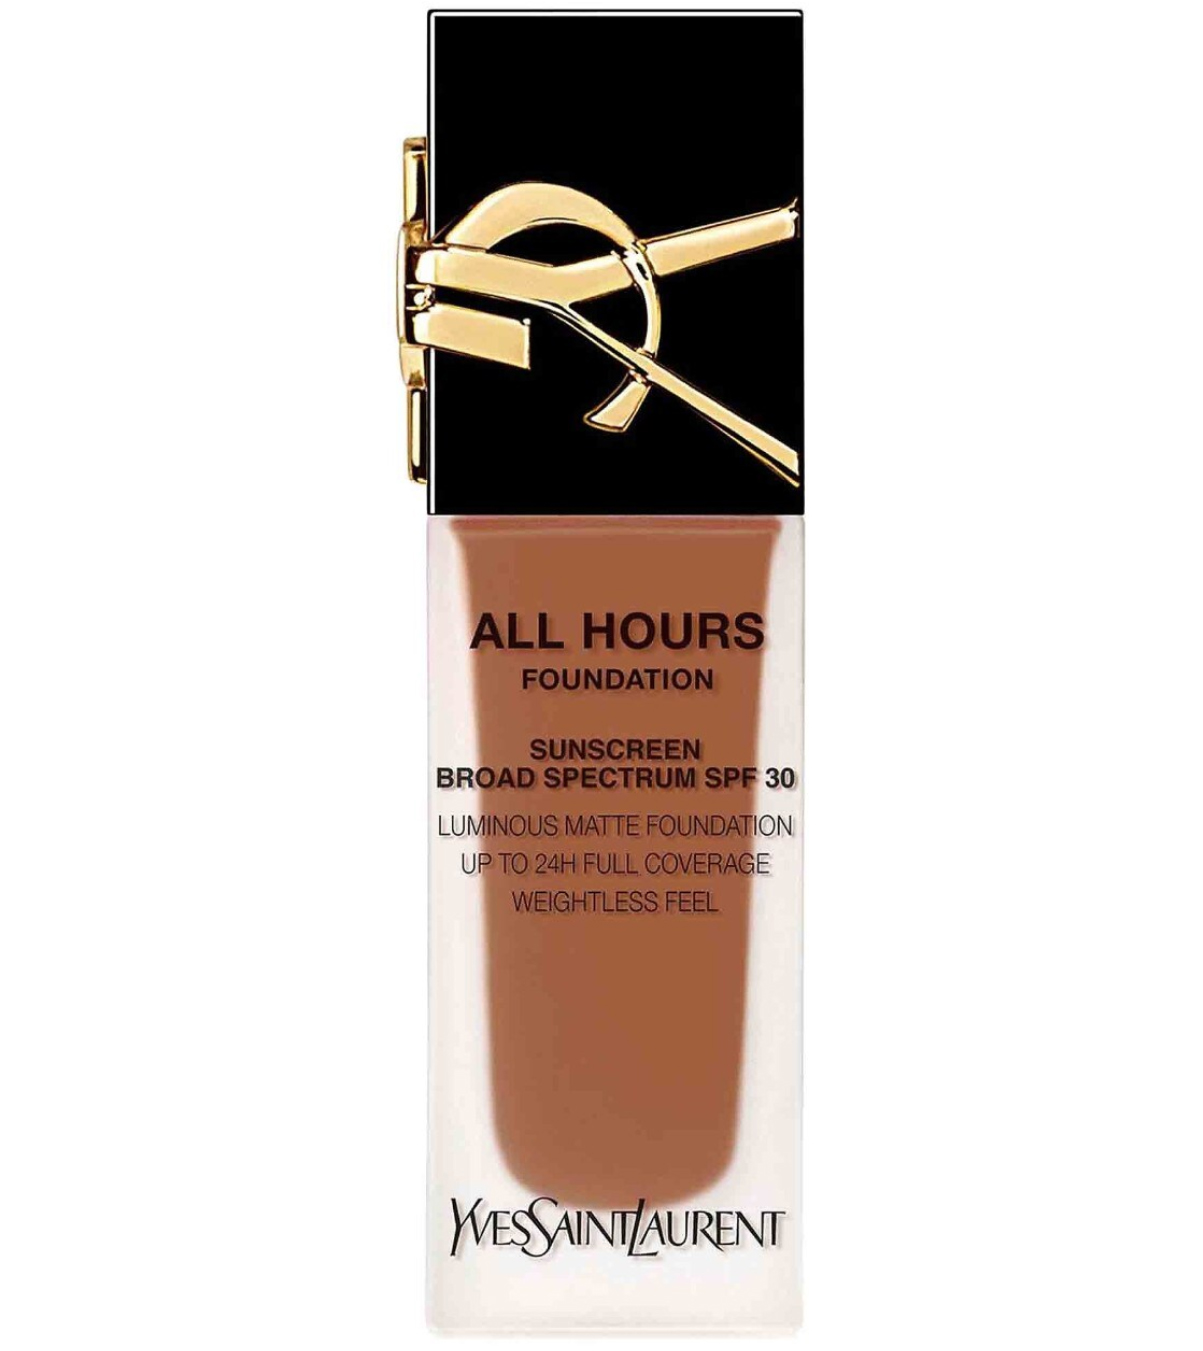 ALL HOURS
FOUNDATION
SUNSCREEN
BROAD SPECTRUM SPF 30
LUMINOUS MATTE FOUNDATION
UP TO 24H FULL COVERAGE
WEIGHTLESS FEEL
YVESSAINTLAURENT